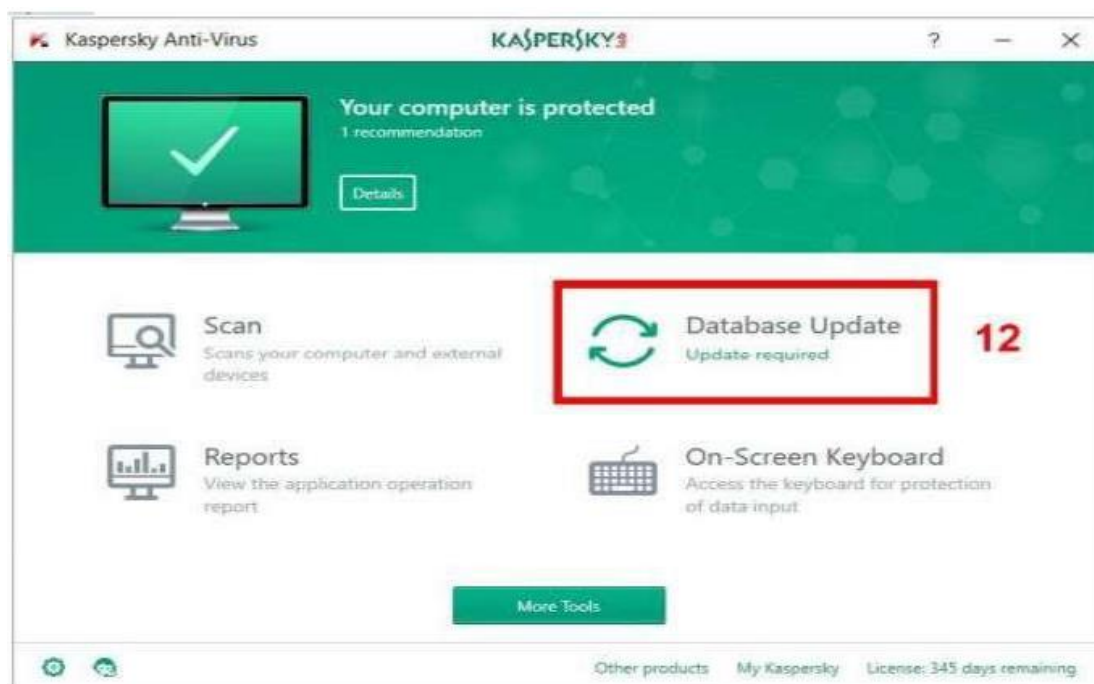 Kaspersky Anti-Virus
KASPERSKY lab
?
Your computer is protected
1 recommendation
Details
Scan
Scans your computer and external
devices
Database Update
Update required
12
Reports
View the application operation
report
On-Screen Keyboard
Access the keyboard for protection
of data input
More Tools
Other products
My Kaspersky
License: 345 days remaining